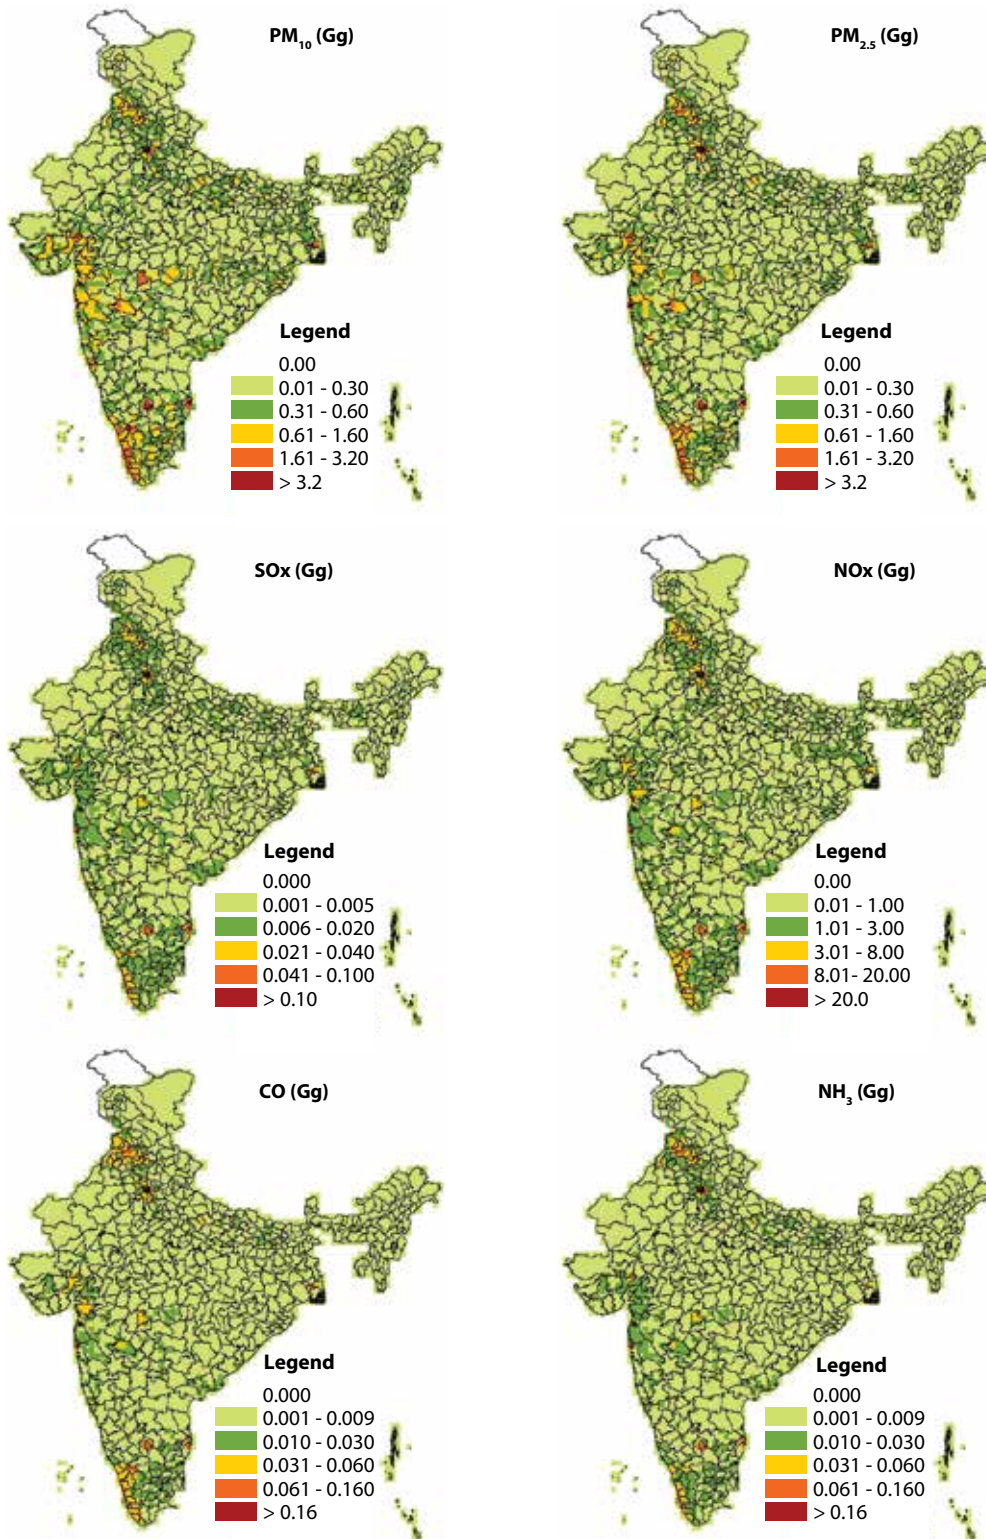 PM10 (Gg)
Legend
0.00
0.01 - 0.30
0.31 - 0.60
0.61 - 1.60
1.61 - 3.20
> 3.2
PM2.5 (Gg)
Legend
0.00
0.01 - 0.30
0.31 - 0.60
0.61 - 1.60
1.61 - 3.20
> 3.2
SOx (Gg)
Legend
0.000
0.001 - 0.005
0.006 - 0.020
0.021 - 0.040
0.041 - 0.100
> 0.10
NOx (Gg)
Legend
0.00
0.01 - 1.00
1.01 - 3.00
3.01 - 8.00
8.01- 20.00
> 20.0
CO (Gg)
Legend
0.000
0.001 - 0.009
0.010 - 0.030
0.031 - 0.060
0.061 - 0.160
> 0.16
NH3 (Gg)
Legend
0.000
0.001 - 0.009
0.010 - 0.030
0.031 - 0.060
0.061 - 0.160
> 0.16